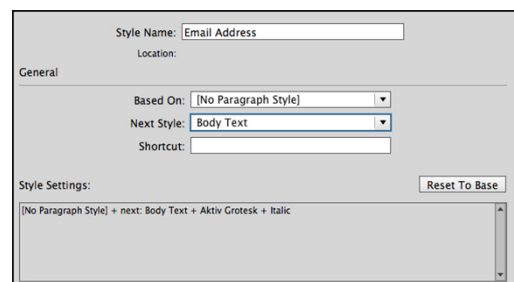 Style Name: Email Address
Location:
General
Based On: [No Paragraph Style]
Next Style: Body Text
Shortcut:
Style Settings: Reset To Base
[No Paragraph Style] + next: Body Text + Aktiv Grotesk + Italic